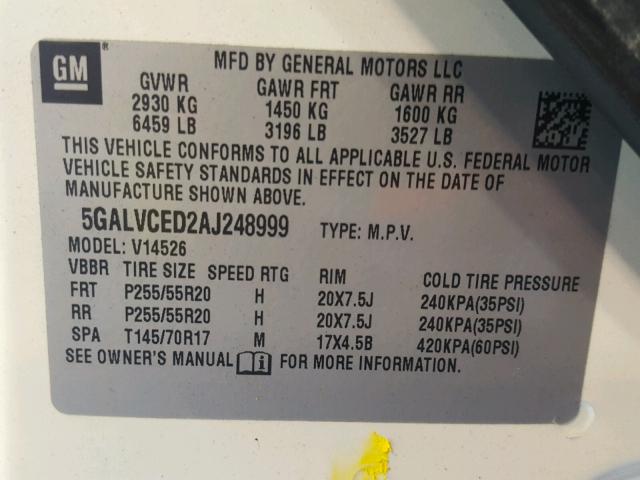 GM ®
MFD BY GENERAL MOTORS LLC
GVWR GAWR FRT GAWR RR
2930 KG 1450 KG 1600 KG
6459 LB 3196 LB 3527 LB
THIS VEHICLE CONFORMS TO ALL APPLICABLE U.S. FEDERAL MOTOR
VEHICLE SAFETY STANDARDS IN EFFECT ON THE DATE OF
MANUFACTURE SHOWN ABOVE.
5GALVCED2AJ248999 TYPE: M.P.V.
MODEL: V14526
VBBR TIRE SIZE SPEED RTG RIM COLD TIRE PRESSURE
FRT P255/55R20 H 20X7.5J 240KPA(35PSI)
RR P255/55R20 H 20X7.5J 240KPA(35PSI)
SPA T145/70R17 M 17X4.5B 420KPA(60PSI)
SEE OWNER'S MANUAL FOR MORE INFORMATION.